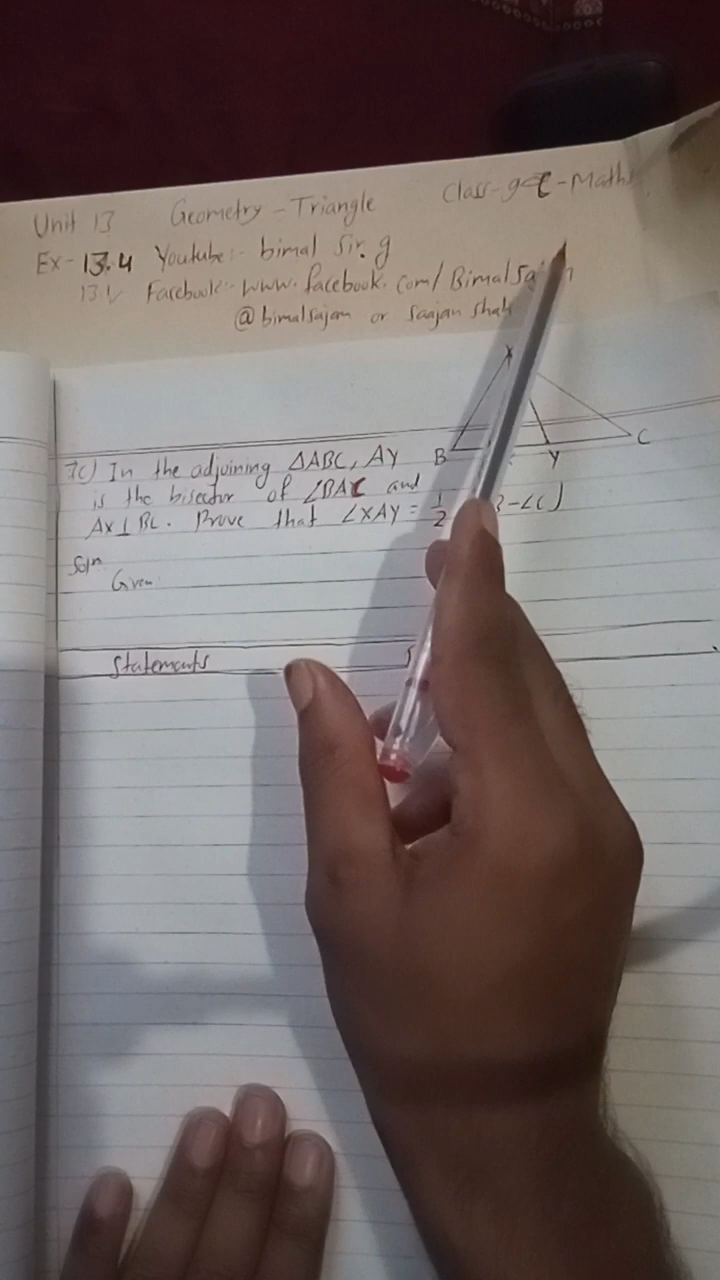 Unit 13 Geometry - Triangle Class-9 - Maths
Ex- 13.4 Youtube:- bimal sir. g
13.1 Facebook:- www.facebook.com/Bimalsa
@bimalsajan or saajan shah
B Y C
7c) In the adjoining ΔABC, AY
is the bisector of ∠BAC and
AX⊥BC. Prove that ∠XAY = 1/2 -∠C)
Soln
Given
Statements